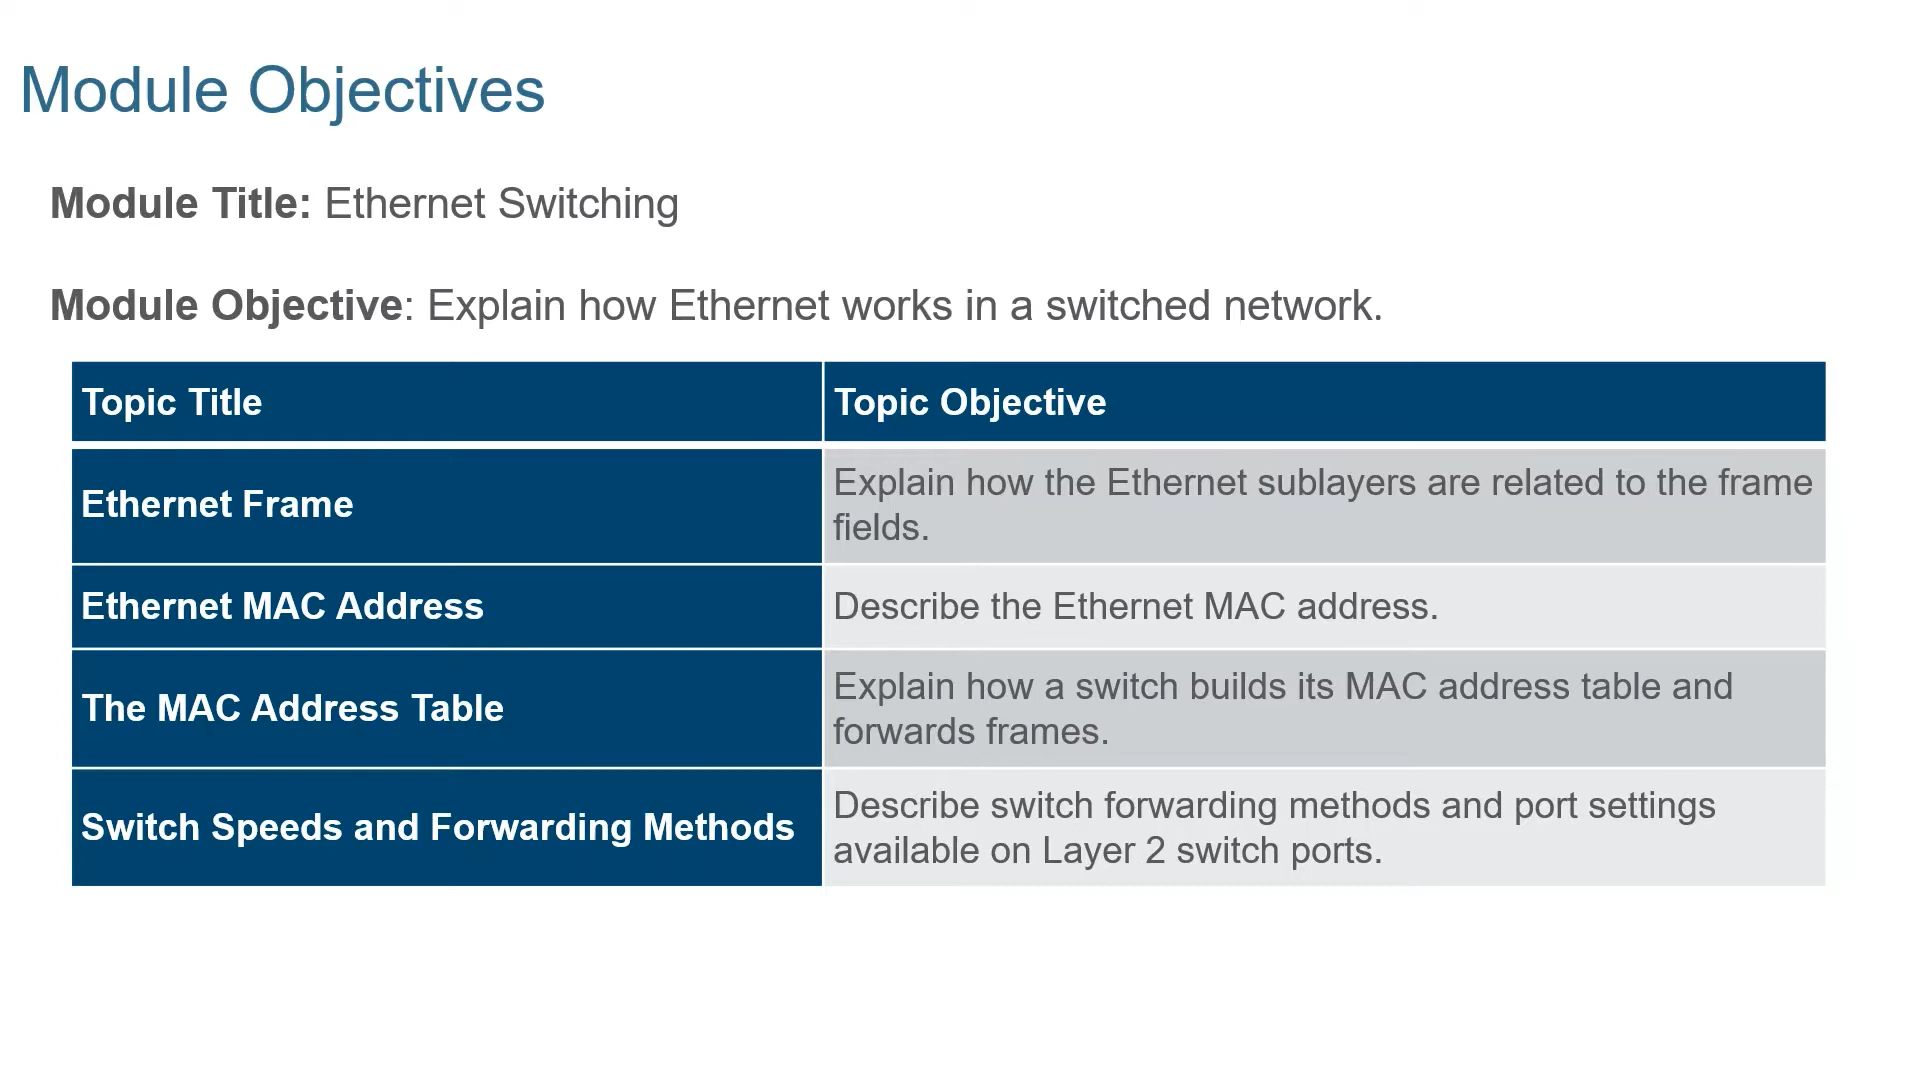 Module Objectives
Module Title: Ethernet Switching
Module Objective: Explain how Ethernet works in a switched network.
Topic Title
Topic Objective
Ethernet Frame
Explain how the Ethernet sublayers are related to the frame
fields.
Ethernet MAC Address
Describe the Ethernet MAC address.
The MAC Address Table
Explain how a switch builds its MAC address table and
forwards frames.
Switch Speeds and Forwarding Methods
Describe switch forwarding methods and port settings
available on Layer 2 switch ports.